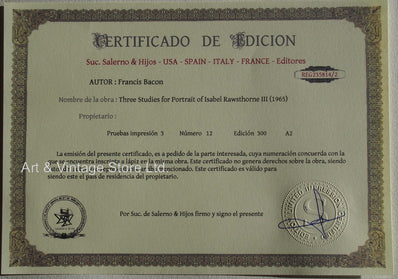 CERTIFICADO DE EDICION
Suc. Salerno & Hijos - USA - SPAIN - ITALY - FRANCE - Editores
REG235814/2
AUTOR : Francis Bacon
Nombre de la obra : Three Studies for Portrait of Isabel Rawsthorne III (1965)
Propietario :
Pruebas impresión 3 Número 12 Edición 300 A2
La emisión del presente certificado, es a pedido de la parte interesada, cuya numeración concuerda con la
que se encuentra inscripta a lápiz en la misma obra. Este certificado no genera derechos sobre la obra, siendo
Art & Vintage Store Ltd
mencionado. Este certificado es válido para
siendo este el país de residencia del propietario.
Por Suc. de Salerno & Hijos firmo y signo el presente